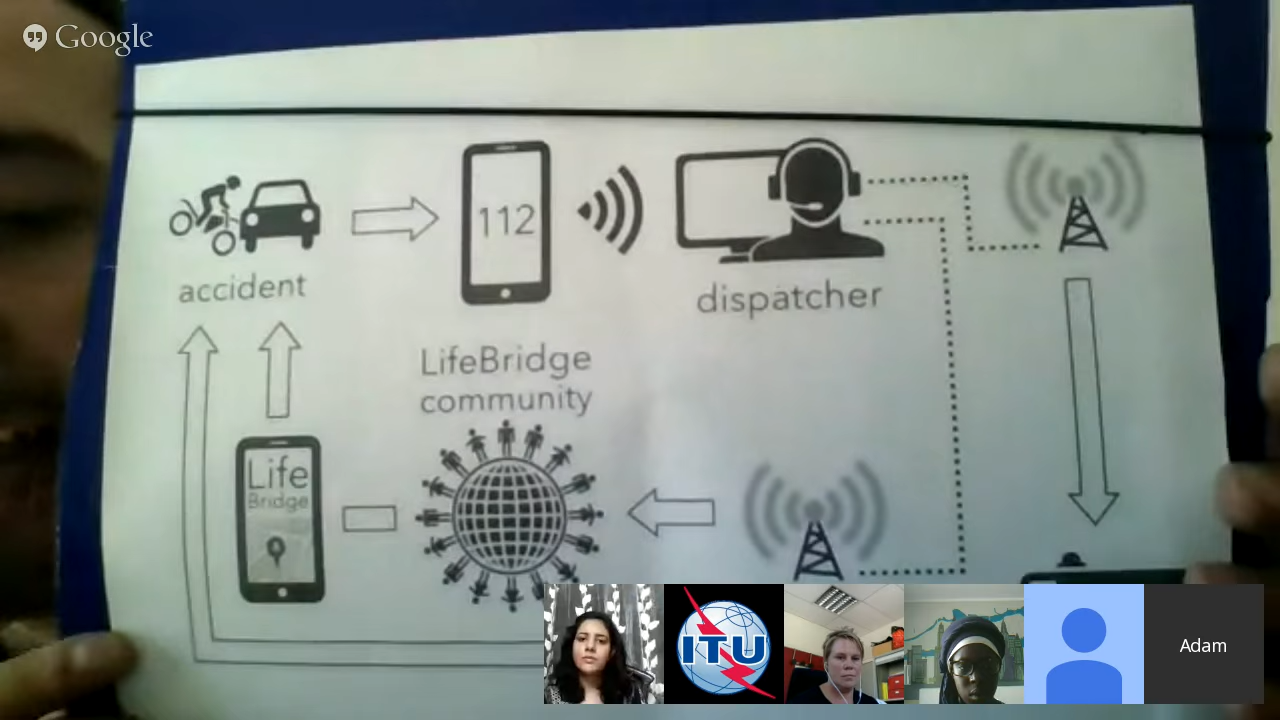 Google
112
accident
dispatcher
LifeBridge
community
Life
Bridge
ITU
Adam